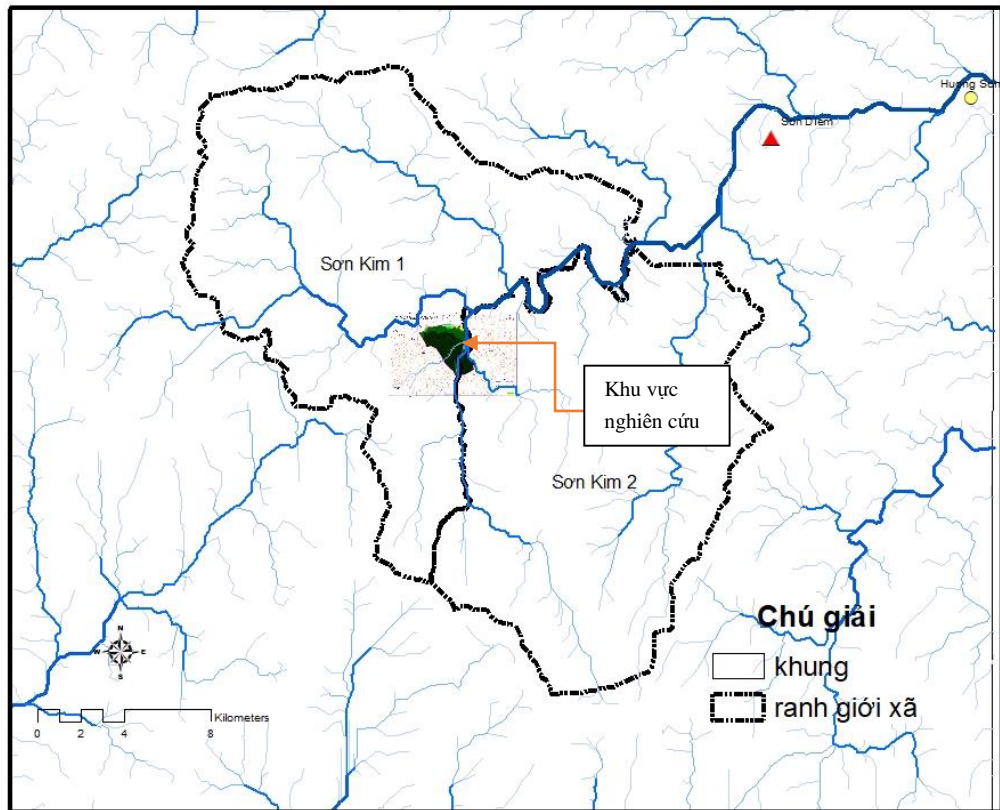 Hương Sơn
Sơn Diệm
Sơn Kim 1
Khu vực
nghiên cứu
Sơn Kim 2
Chú giải
khung
ranh giới xã
N
W E
S
Kilometers
0 2 4 8